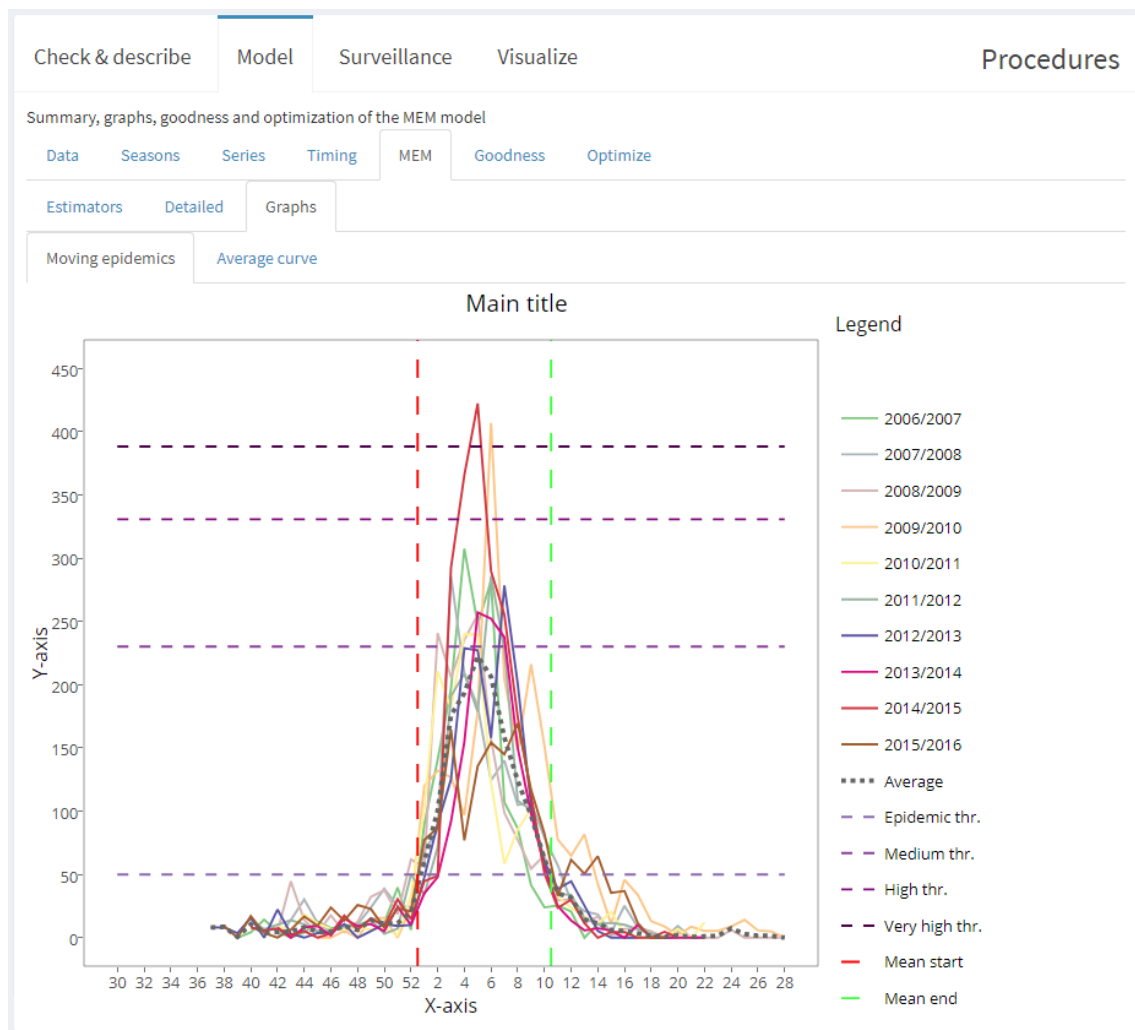 Check & describe Model Surveillance Visualize Procedures
Summary, graphs, goodness and optimization of the MEM model
Data Seasons Series Timing MEM Goodness Optimize
Estimators Detailed Graphs
Moving epidemics Average curve
Main title
450
400
350
300
250
200
150
100
50
0
Y-axis
30 32 34 36 38 40 42 44 46 48 50 52 2 4 6 8 10 12 14 16 18 20 22 24 26 28
X-axis
Legend
2006/2007
2007/2008
2008/2009
2009/2010
2010/2011
2011/2012
2012/2013
2013/2014
2014/2015
2015/2016
Average
Epidemic thr.
Medium thr.
High thr.
Very high thr.
Mean start
Mean end